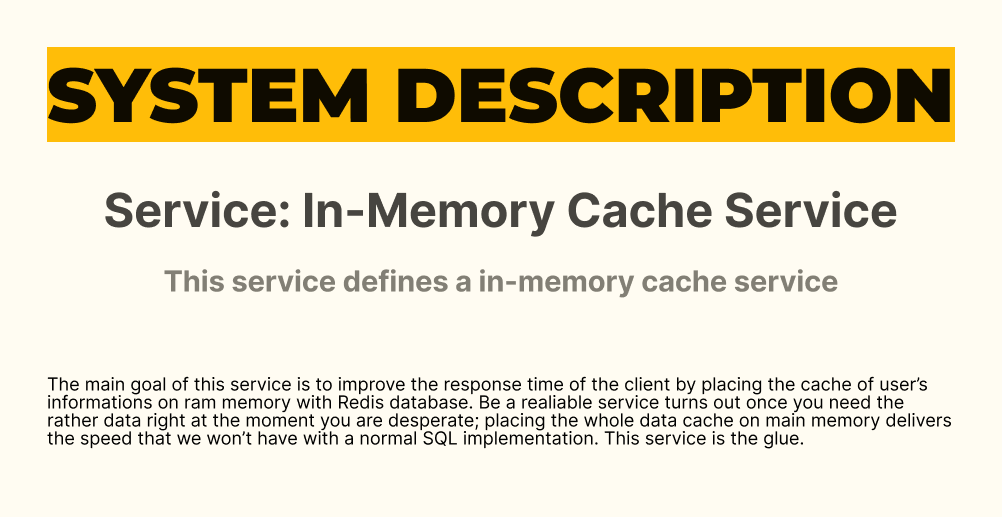 SYSTEM DESCRIPTION
Service: In-Memory Cache Service
This service defines a in-memory cache service
The main goal of this service is to improve the response time of the client by placing the cache of user’s
informations on ram memory with Redis database. Be a realiable service turns out once you need the
rather data right at the moment you are desperate; placing the whole data cache on main memory delivers
the speed that we won’t have with a normal SQL implementation. This service is the glue.